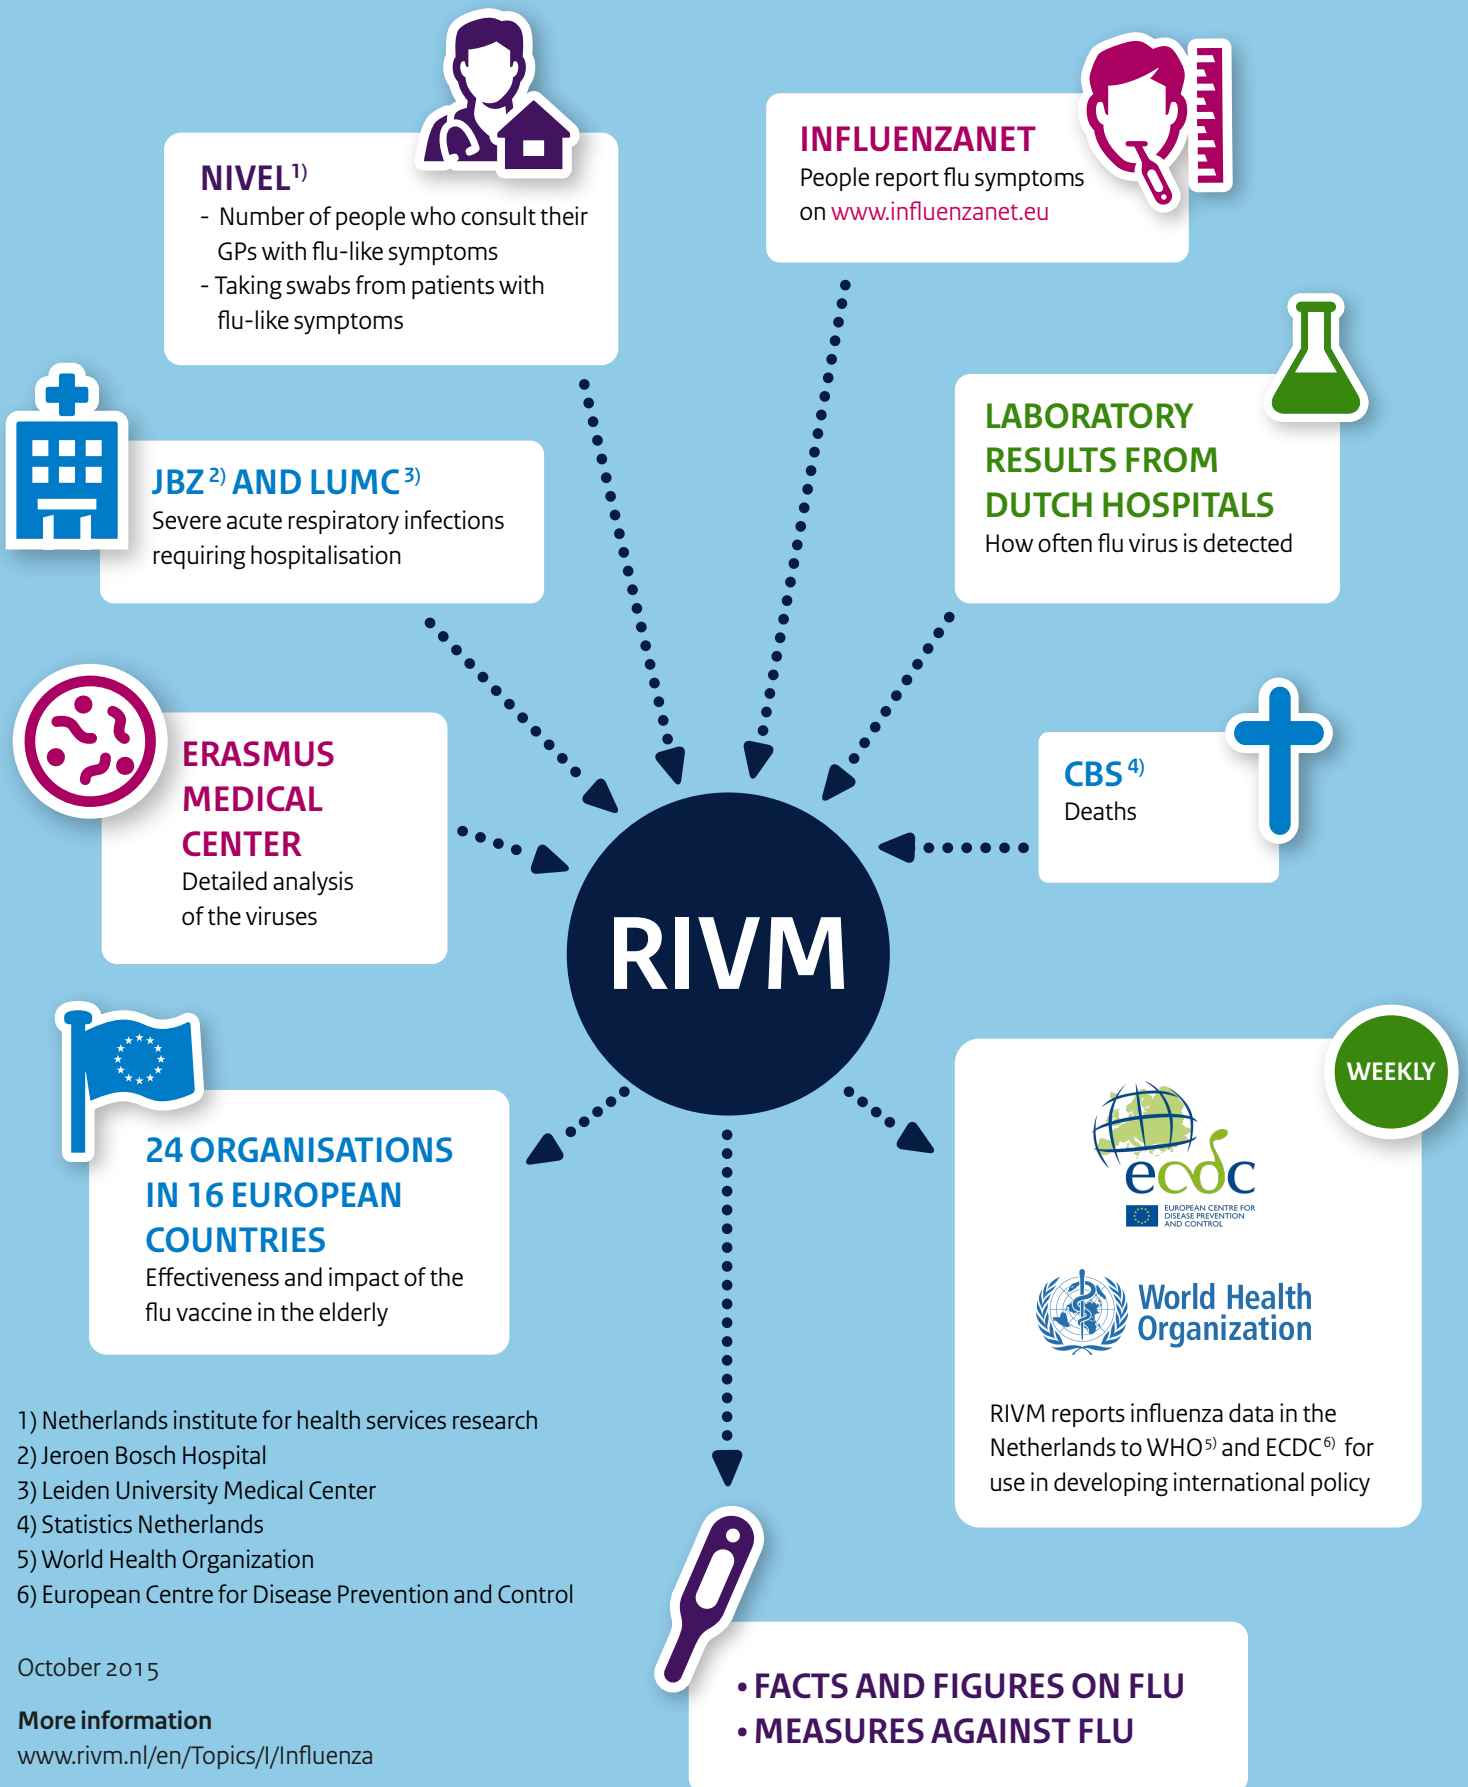 NIVEL1)
- Number of people who consult their
GPs with flu-like symptoms
- Taking swabs from patients with
flu-like symptoms
INFLUENZANET
People report flu symptoms
on www.influenzanet.eu
JBZ 2) AND LUMC 3)
Severe acute respiratory infections
requiring hospitalisation
LABORATORY
RESULTS FROM
DUTCH HOSPITALS
How often flu virus is detected
ERASMUS
MEDICAL
CENTER
Detailed analysis
of the viruses
CBS 4)
Deaths
RIVM
24 ORGANISATIONS
IN 16 EUROPEAN
COUNTRIES
Effectiveness and impact of the
flu vaccine in the elderly
WEEKLY
ecdc
EUROPEAN CENTRE FOR
DISEASE PREVENTION
AND CONTROL
World Health
Organization
RIVM reports influenza data in the
Netherlands to WHO5) and ECDC6) for
use in developing international policy
1) Netherlands institute for health services research
2) Jeroen Bosch Hospital
3) Leiden University Medical Center
4) Statistics Netherlands
5) World Health Organization
6) European Centre for Disease Prevention and Control
October 2015
More information
www.rivm.nl/en/Topics/I/Influenza
• FACTS AND FIGURES ON FLU
• MEASURES AGAINST FLU